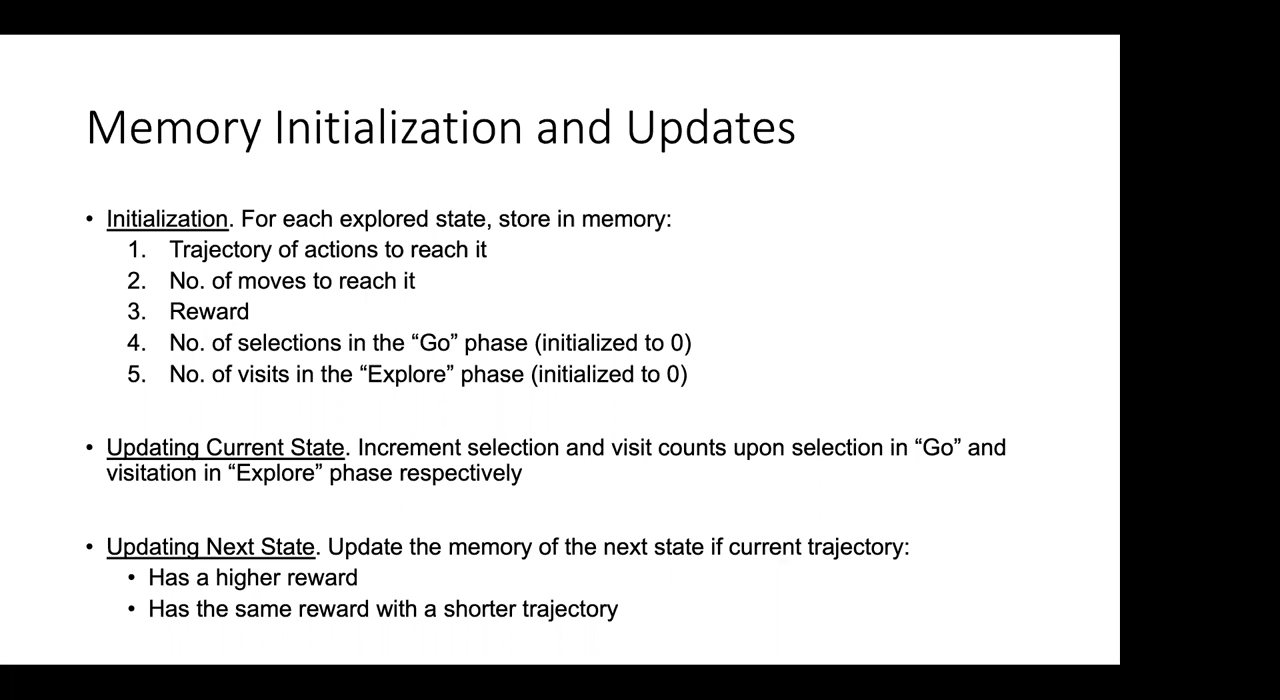 Memory Initialization and Updates
• Initialization. For each explored state, store in memory:
1. Trajectory of actions to reach it
2. No. of moves to reach it
3. Reward
4. No. of selections in the “Go” phase (initialized to 0)
5. No. of visits in the “Explore” phase (initialized to 0)
• Updating Current State. Increment selection and visit counts upon selection in “Go” and
visitation in “Explore” phase respectively
• Updating Next State. Update the memory of the next state if current trajectory:
• Has a higher reward
• Has the same reward with a shorter trajectory